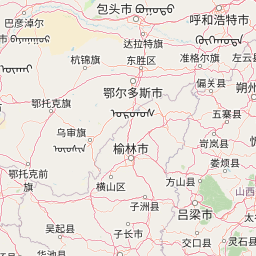 包头市
巴彦淖尔
呼和浩特市
达拉特旗
杭锦旗
东胜区
准格尔旗
左云县
偏关县
鄂尔多斯市
朔州
鄂托克旗
五寨县
乌审旗
岢岚县
榆林市
娄烦县
鄂托克前
旗
横山区
方山县
山西
子洲县
吕梁市
吴起县
子长市
交口县
灵石县
华池县